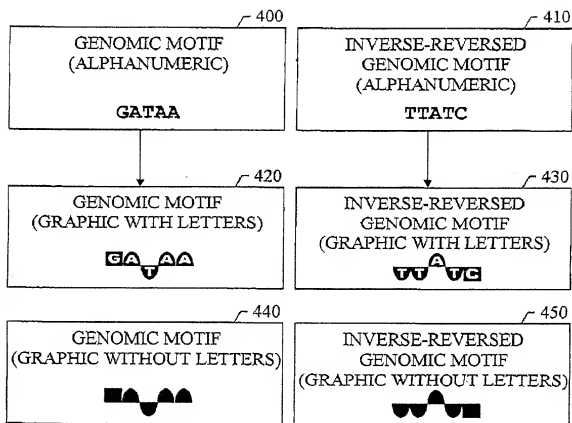 400
GENOMIC MOTIF
(ALPHANUMERIC)
GATAA
410
INVERSE-REVERSED
GENOMIC MOTIF
(ALPHANUMERIC)
TTATC
420
GENOMIC MOTIF
(GRAPHIC WITH LETTERS)
GATAA
430
INVERSE-REVERSED
GENOMIC MOTIF
(GRAPHIC WITH LETTERS)
TTATC
440
GENOMIC MOTIF
(GRAPHIC WITHOUT LETTERS)
450
INVERSE-REVERSED
GENOMIC MOTIF
(GRAPHIC WITHOUT LETTERS)